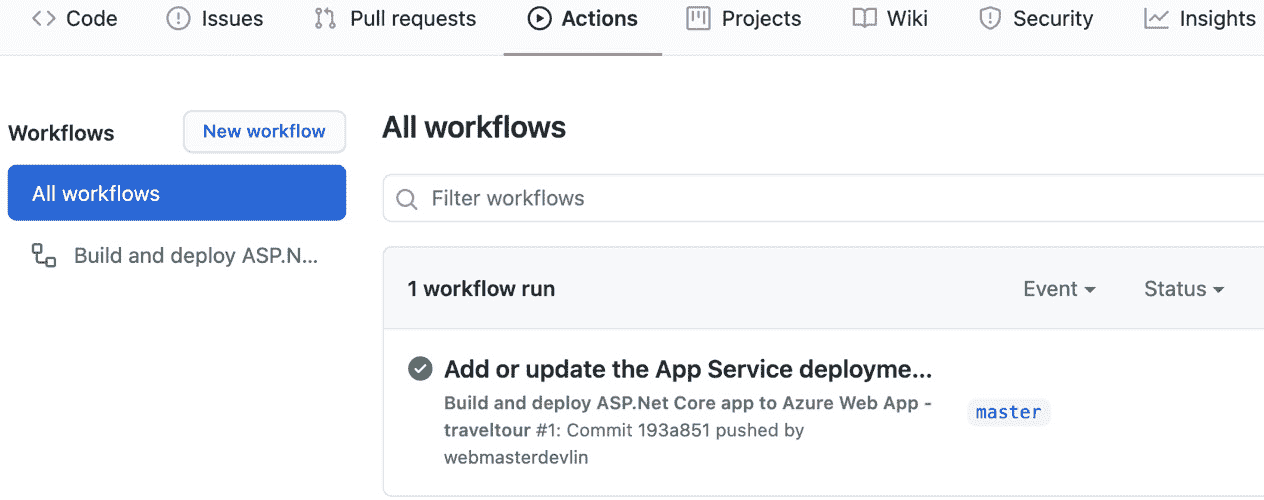 Code Issues Pull requests Actions Projects Wiki Security Insights
Workflows New workflow
All workflows
Build and deploy ASP.N...
All workflows
Filter workflows
1 workflow run Event Status
Add or update the App Service deployme...
Build and deploy ASP.Net Core app to Azure Web App -
traveltour #1: Commit 193a851 pushed by
webmasterdevlin
master